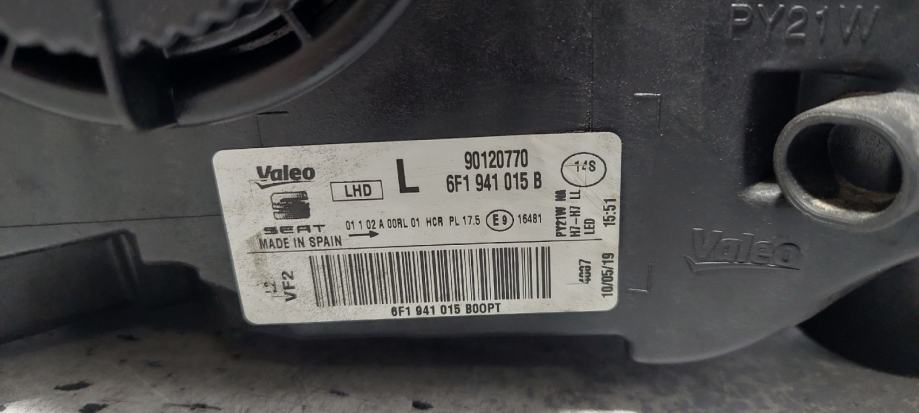 PY21W
Valeo
LHD
L
90120770
6F1 941 015 B
148
SEAT
01 1 02 A 00RL 01 HCR PL 17.5 E9 16481
MADE IN SPAIN
PY21W NA
H7-H7 LL
LED
15:51
VF2
6F1 941 015 B00PT
10/05/19
Valeo